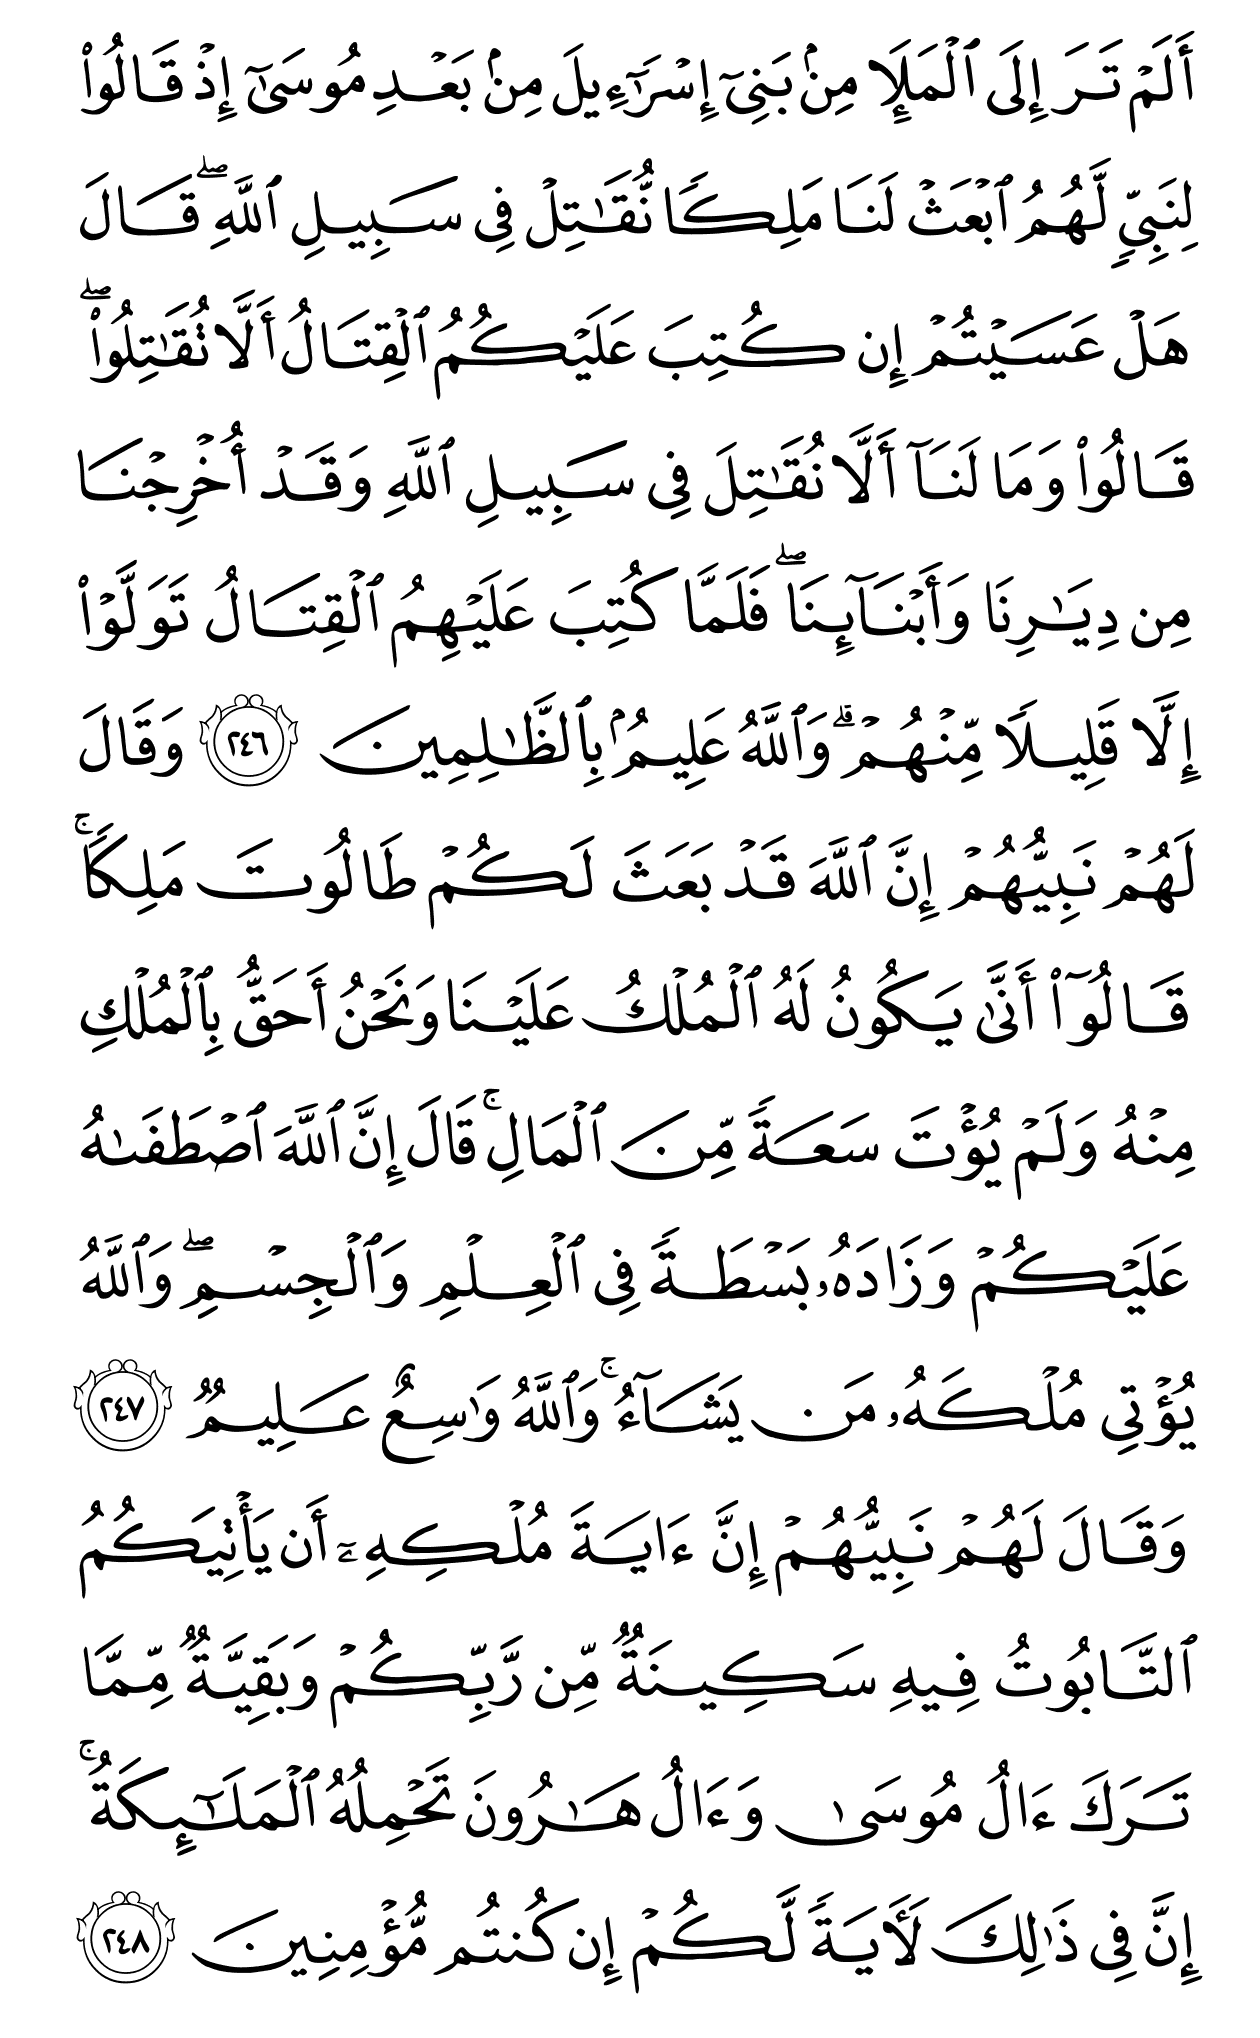 أَلَمۡ تَرَ إِلَى ٱلۡمَلَإِ مِنۢ بَنِيٓ إِسۡرَٰٓءِيلَ مِنۢ بَعۡدِ مُوسَىٰٓ إِذۡ قَالُواْ
لِنَبِيّٖ لَّهُمُ ٱبۡعَثۡ لَنَا مَلِكٗا نُّقَٰتِلۡ فِي سَبِيلِ ٱللَّهِۖ قَالَ
هَلۡ عَسَيۡتُمۡ إِن كُتِبَ عَلَيۡكُمُ ٱلۡقِتَالُ أَلَّا تُقَٰتِلُواْۖ
قَالُواْ وَمَا لَنَآ أَلَّا نُقَٰتِلَ فِي سَبِيلِ ٱللَّهِ وَقَدۡ أُخۡرِجۡنَا
مِن دِيَٰرِنَا وَأَبۡنَآئِنَاۖ فَلَمَّا كُتِبَ عَلَيۡهِمُ ٱلۡقِتَالُ تَوَلَّوۡاْ
إِلَّا قَلِيلٗا مِّنۡهُمۡۚ وَٱللَّهُ عَلِيمُۢ بِٱلظَّٰلِمِينَ ٢٤٦ وَقَالَ
لَهُمۡ نَبِيُّهُمۡ إِنَّ ٱللَّهَ قَدۡ بَعَثَ لَكُمۡ طَالُوتَ مَلِكٗاۚ
قَالُوٓاْ أَنَّىٰ يَكُونُ لَهُ ٱلۡمُلۡكُ عَلَيۡنَا وَنَحۡنُ أَحَقُّ بِٱلۡمُلۡكِ
مِنۡهُ وَلَمۡ يُؤۡتَ سَعَةٗ مِّنَ ٱلۡمَالِۚ قَالَ إِنَّ ٱللَّهَ ٱصۡطَفَىٰهُ
عَلَيۡكُمۡ وَزَادَهُۥ بَسۡطَةٗ فِي ٱلۡعِلۡمِ وَٱلۡجِسۡمِۖ وَٱللَّهُ
يُؤۡتِي مُلۡكَهُۥ مَن يَشَآءُۚ وَٱللَّهُ وَٰسِعٌ عَلِيمٞ ٢٤٧
وَقَالَ لَهُمۡ نَبِيُّهُمۡ إِنَّ ءَايَةَ مُلۡكِهِۦٓ أَن يَأۡتِيَكُمُ
ٱلتَّابُوتُ فِيهِ سَكِينَةٞ مِّن رَّبِّكُمۡ وَبَقِيَّةٞ مِّمَّا
تَرَكَ ءَالُ مُوسَىٰ وَءَالُ هَٰرُونَ تَحۡمِلُهُ ٱلۡمَلَٰٓئِكَةُۚ
إِنَّ فِي ذَٰلِكَ لَأٓيَةٗ لَّكُمۡ إِن كُنتُم مُّؤۡمِنِينَ ٢٤٨